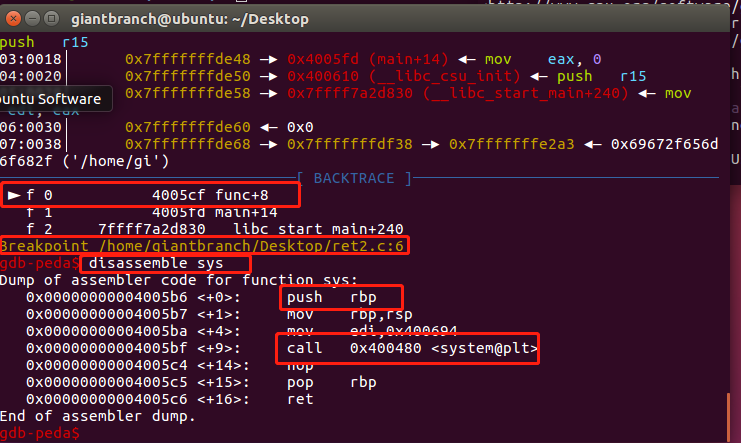 giantbranch@ubuntu: ~/Desktop
push r15
03:0018| 0x7fffffffde48 —▸ 0x4005fd (main+14) ◂— mov eax, 0
04:0020| 0x7fffffffde50 —▸ 0x400610 (__libc_csu_init) ◂— push r15
0x7fffffffde58 —▸ 0x7ffff7a2d830 (__libc_start_main+240) ◂— mov
buntu Software
edi, eax
06:0030| 0x7fffffffde60 ◂— 0x0
07:0038| 0x7fffffffde68 —▸ 0x7fffffffdf38 —▸ 0x7fffffffe2a3 ◂— 0x69672f656d
6f682f ('/home/gi')
[ BACKTRACE ]
► f 0 4005cf func+8
f 1 4005fd main+14
f 2 7ffff7a2d830 __libc_start_main+240
Breakpoint /home/giantbranch/Desktop/ret2.c:6
gdb-peda$ disassemble sys
Dump of assembler code for function sys:
0x00000000004005b6 <+0>: push rbp
0x00000000004005b7 <+1>: mov rbp,rsp
0x00000000004005ba <+4>: mov edi,0x400694
0x00000000004005bf <+9>: call 0x400480 <system@plt>
0x00000000004005c4 <+14>: nop
0x00000000004005c5 <+15>: pop rbp
0x00000000004005c6 <+16>: ret
End of assembler dump.
gdb-peda$